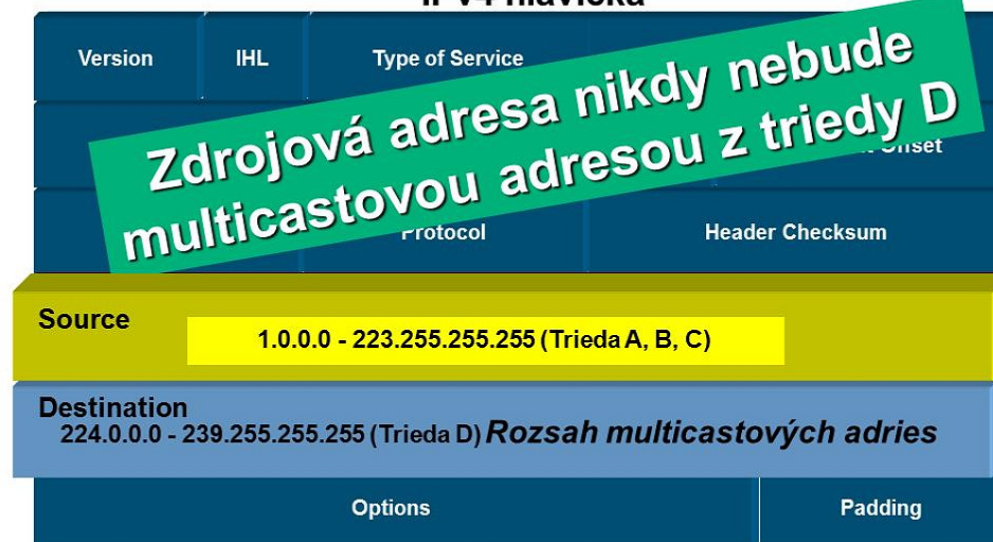 IPv4 hlavička
Version IHL Type of Service
Zdrojová adresa nikdy nebude
multicastovou adresou z triedy D
Offset
Protocol Header Checksum
Source
1.0.0.0 - 223.255.255.255 (Trieda A, B, C)
Destination
224.0.0.0 - 239.255.255.255 (Trieda D) Rozsah multicastových adries
Options Padding